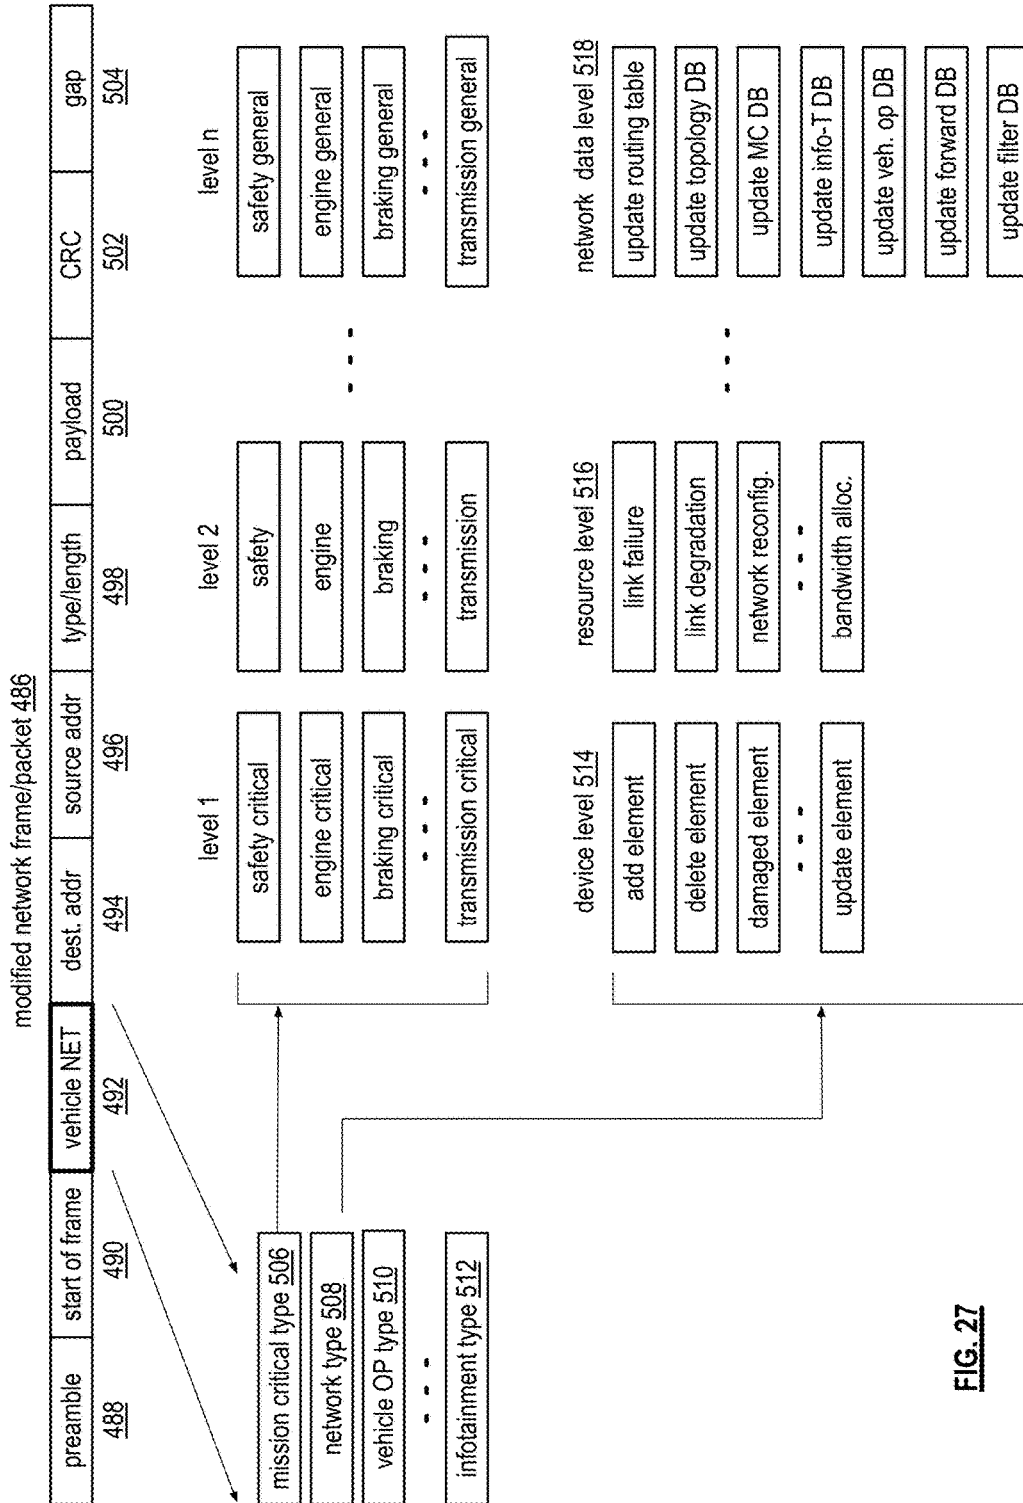 modified network frame/packet 486
preamble start of frame vehicle NET dest. addr source addr type/length payload CRC gap
488 490 492 494 496 498 500 502 504
mission critical type 506
network type 508
vehicle OP type 510
infotainment type 512
level 1
safety critical
engine critical
braking critical
transmission critical
level 2
safety
engine
braking
transmission
level n
safety general
engine general
braking general
transmission general
device level 514
add element
delete element
damaged element
update element
resource level 516
link failure
link degradation
network reconfig.
bandwidth alloc.
network data level 518
update routing table
update topology DB
update MC DB
update info-T DB
update veh. op DB
update forward DB
update filter DB
FIG. 27